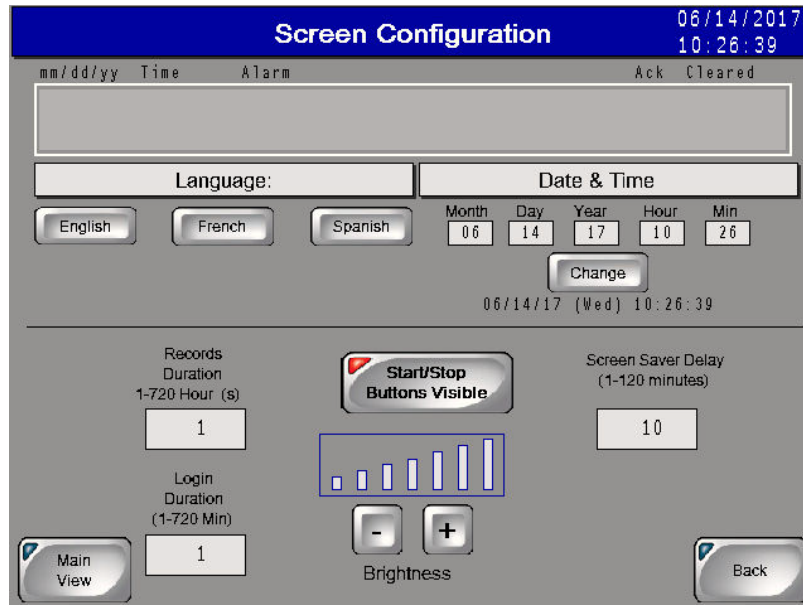 Screen Configuration
06/14/2017
10:26:39
mm/dd/yy Time Alarm Ack Cleared
Language:
Date & Time
English French Spanish
Month Day Year Hour Min
06 14 17 10 26
Change
06/14/17 (Wed) 10:26:39
Records
Duration
1-720 Hour (s)
1
Start/Stop
Buttons Visible
Screen Saver Delay
(1-120 minutes)
10
Login
Duration
(1-720 Min)
1
- +
Brightness
Main
View
Back